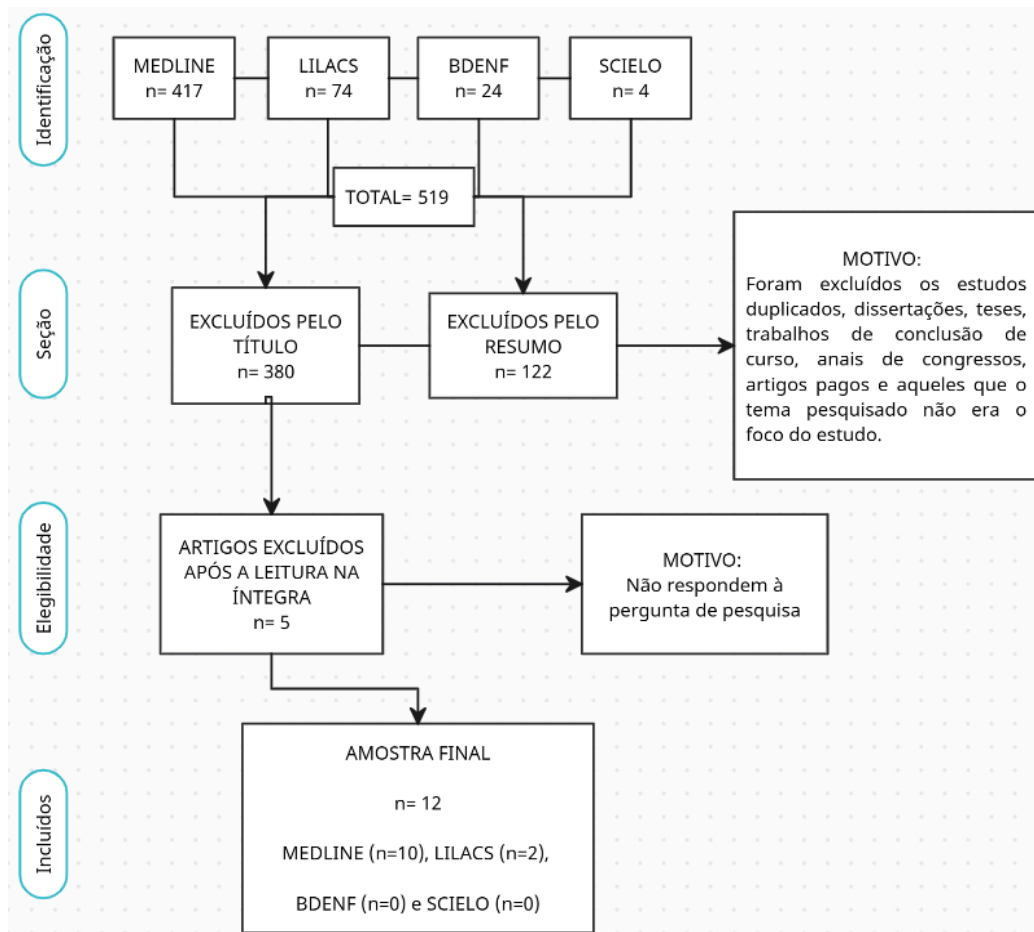 Identificação
MEDLINE
n= 417
LILACS
n= 74
BDENF
n= 24
SCIELO
n= 4
TOTAL= 519
Seção
EXCLUÍDOS PELO
TÍTULO
n= 380
EXCLUÍDOS PELO
RESUMO
n= 122
MOTIVO:
Foram excluídos os estudos
duplicados, dissertações, teses,
trabalhos de conclusão de
curso, anais de congressos,
artigos pagos e aqueles que o
tema pesquisado não era o
foco do estudo.
Elegibilidade
ARTIGOS EXCLUÍDOS
APÓS A LEITURA NA
ÍNTEGRA
n= 5
MOTIVO:
Não respondem à
pergunta de pesquisa
Incluídos
AMOSTRA FINAL
n= 12
MEDLINE (n=10), LILACS (n=2),
BDENF (n=0) e SCIELO (n=0)